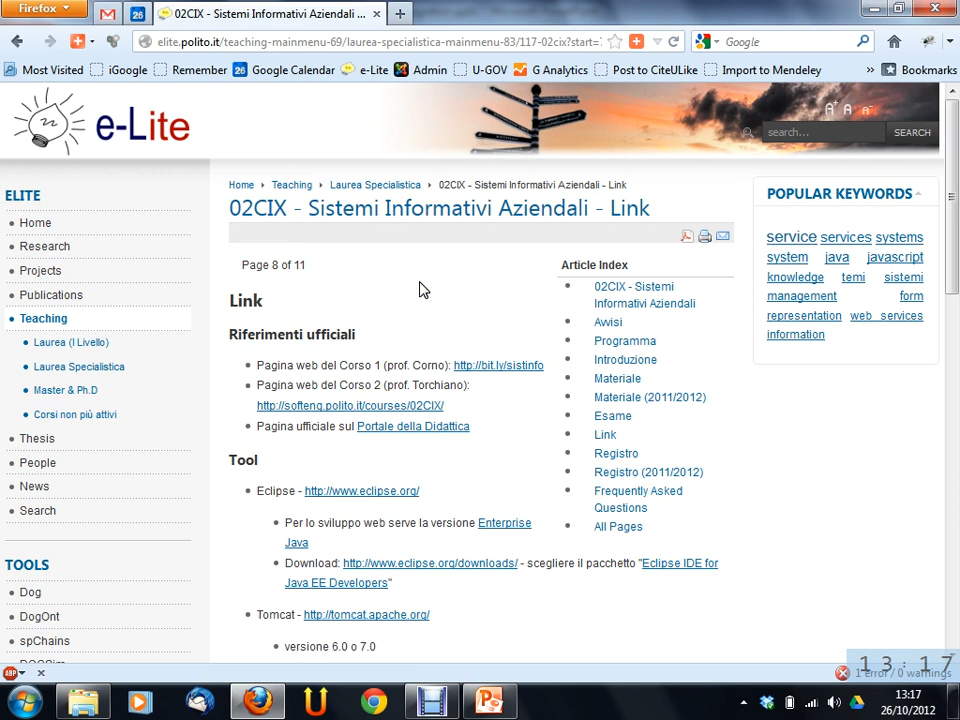 Firefox
26
02CIX - Sistemi Informativi Aziendali ...
elite.polito.it/teaching-mainmenu-69/laurea-specialistica-mainmenu-83/117-02cix?start=
Google
Most Visited
iGoogle
Remember
26 Google Calendar
e-Lite
Admin
U-GOV
G Analytics
Post to CiteULike
Import to Mendeley
»
Bookmarks
e-Lite
A+ A A-
search...
SEARCH
ELITE
Home
Research
Projects
Publications
Teaching
Laurea (I Livello)
Laurea Specialistica
Master & Ph.D
Corsi non più attivi
Thesis
People
News
Search
TOOLS
Dog
DogOnt
spChains
Home Teaching Laurea Specialistica 02CIX - Sistemi Informativi Aziendali - Link
02CIX - Sistemi Informativi Aziendali - Link
Page 8 of 11
Link
Riferimenti ufficiali
Pagina web del Corso 1 (prof. Corno): http://bit.ly/sistinfo
Pagina web del Corso 2 (prof. Torchiano):
http://softeng.polito.it/courses/02CIX/
Pagina ufficiale sul Portale della Didattica
Tool
Eclipse - http://www.eclipse.org/
Per lo sviluppo web serve la versione Enterprise
Java
Download: http://www.eclipse.org/downloads/ - scegliere il pacchetto "Eclipse IDE for
Java EE Developers"
Tomcat - http://tomcat.apache.org/
versione 6.0 o 7.0
Article Index
02CIX - Sistemi
Informativi Aziendali
Avvisi
Programma
Introduzione
Materiale
Materiale (2011/2012)
Esame
Link
Registro
Registro (2011/2012)
Frequently Asked
Questions
All Pages
POPULAR KEYWORDS
service services systems
system java javascript
knowledge temi sistemi
management form
representation web services
information
ABP
13:17
1 error / 0 warnings
13:17
26/10/2012